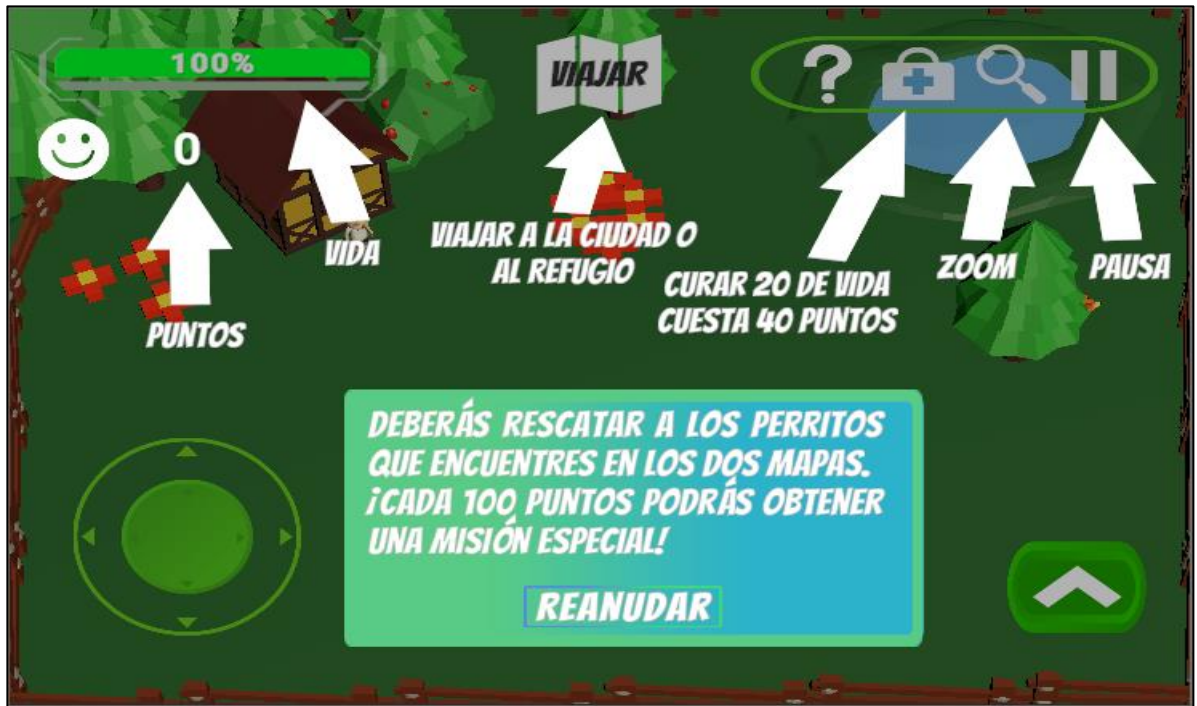 100%
VIAJAR
?
0
VIDA
VIAJAR A LA CIUDAD O
AL REFUGIO
CURAR 20 DE VIDA
CUESTA 40 PUNTOS
ZOOM
PAUSA
PUNTOS
DEBERÁS RESCATAR A LOS PERRITOS
QUE ENCUENTRES EN LOS DOS MAPAS.
¡CADA 100 PUNTOS PODRÁS OBTENER
UNA MISIÓN ESPECIAL!
REANUDAR